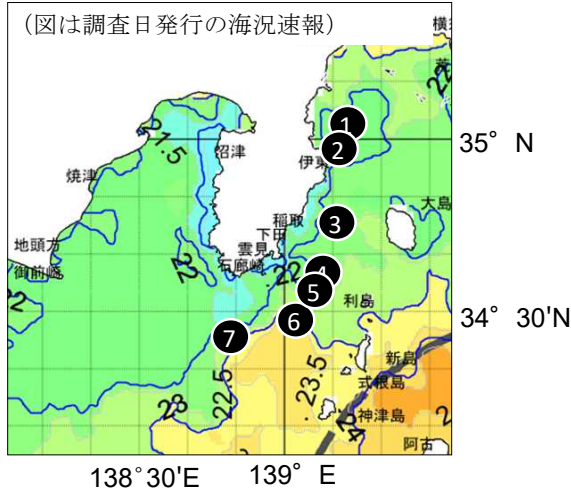 (図は調査日発行の海況速報)
横
21.5
1
2
35° N
沼津
伊東
焼津
3
大島
稲取
下田
雲見
石廊崎
地頭方
御前崎
22
22
4
5
利島
6
34° 30'N
7
新島
22.5
23.5
式根島
23
神津島
24
阿古
138°30'E
139° E